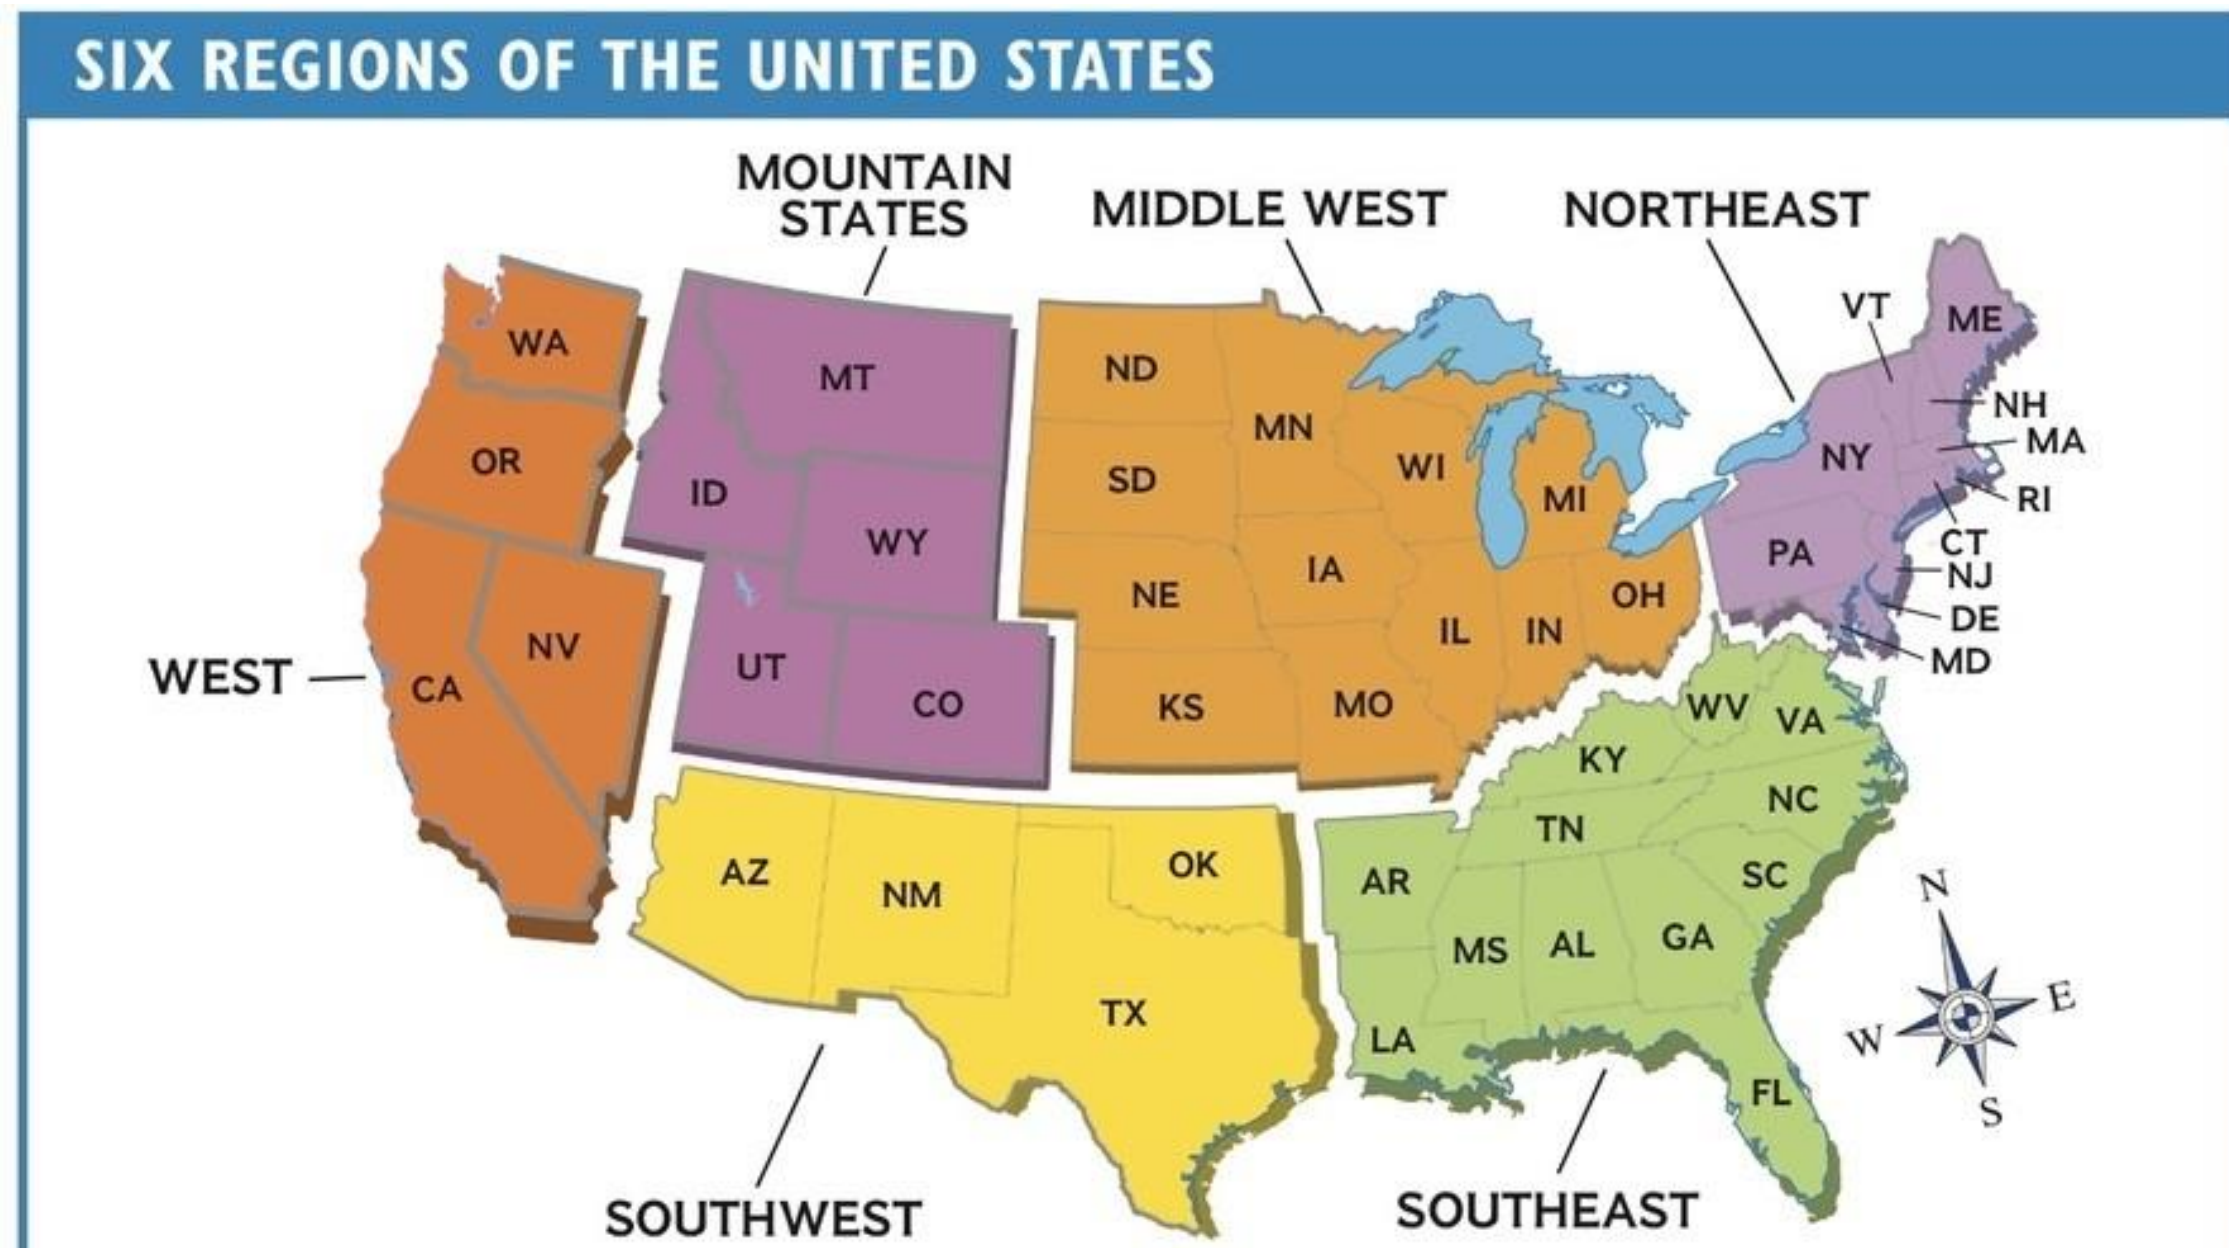 SIX REGIONS OF THE UNITED STATES
MOUNTAIN
STATES
MIDDLE WEST
NORTHEAST
WEST
SOUTHWEST
SOUTHEAST
WA
OR
CA
NV
MT
ID
WY
UT
CO
ND
SD
NE
KS
MN
IA
MO
WI
IL
IN
MI
OH
VT
ME
NH
MA
NY
RI
CT
PA
NJ
DE
MD
AZ
NM
OK
TX
WV
VA
KY
NC
TN
SC
AR
MS
AL
GA
LA
FL
N
E
W
S